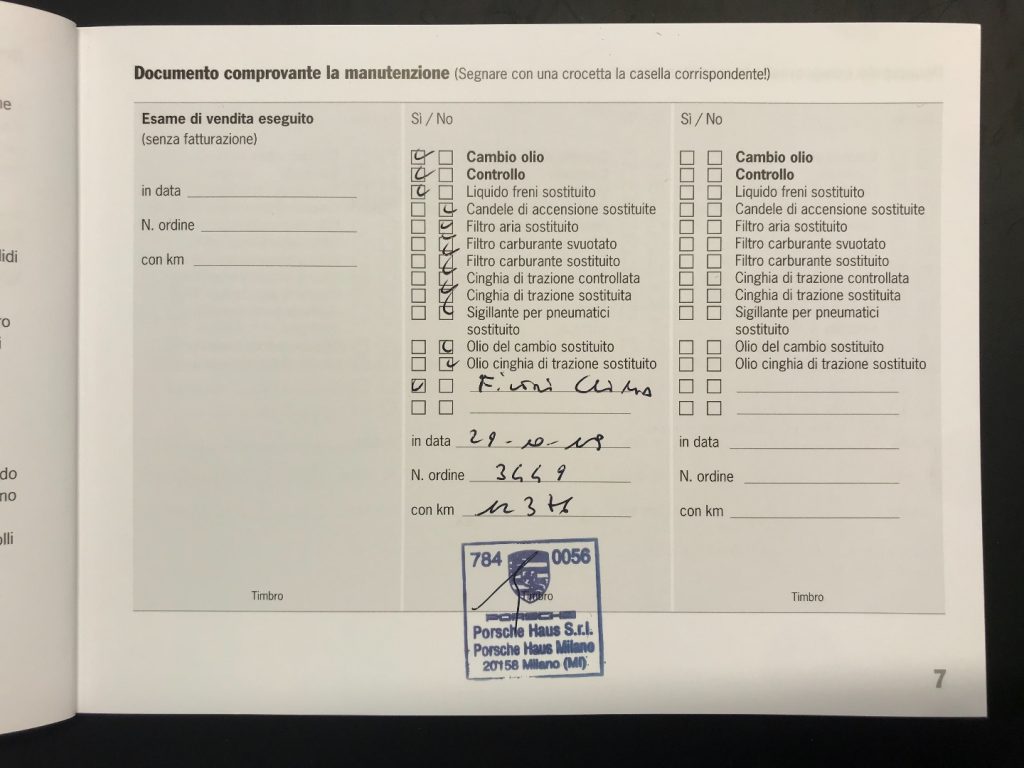 Documento comprovante la manutenzione (Segnare con una crocetta la casella corrispondente!)
Esame di vendita eseguito
(senza fatturazione)
in data
N. ordine
con km
Timbro
Sì / No
Cambio olio
Controllo
Liquido freni sostituito
Candele di accensione sostituite
Filtro aria sostituito
Filtro carburante svuotato
Filtro carburante sostituito
Cinghia di trazione controllata
Cinghia di trazione sostituita
Sigillante per pneumatici
sostituito
Olio del cambio sostituito
Olio cinghia di trazione sostituito
in data 29-10-19
N. ordine 3449
con km
784 0056
Timbro
PORSCHE
Porsche Haus S.r.l.
Porsche Haus Milano
20158 Milano (MI)
Sì / No
Cambio olio
Controllo
Liquido freni sostituito
Candele di accensione sostituite
Filtro aria sostituito
Filtro carburante svuotato
Filtro carburante sostituito
Cinghia di trazione controllata
Cinghia di trazione sostituita
Sigillante per pneumatici
sostituito
Olio del cambio sostituito
Olio cinghia di trazione sostituito
in data
N. ordine
con km
Timbro
7